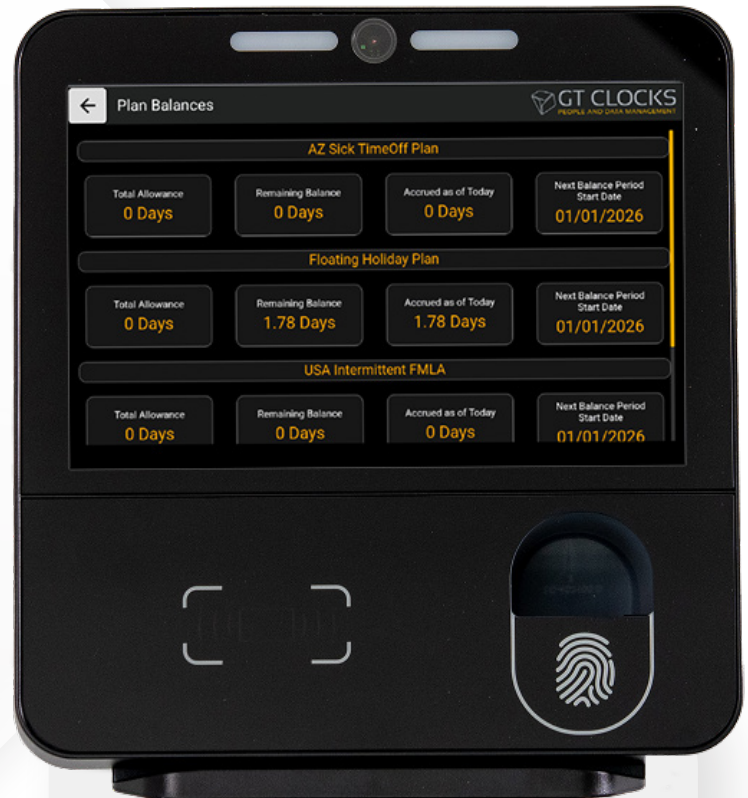 Plan Balances
GT CLOCKS
PEOPLE AND DATA MANAGEMENT
AZ Sick TimeOff Plan
Total Allowance
0 Days
Remaining Balance
0 Days
Accrued as of Today
0 Days
Next Balance Period
Start Date
01/01/2026
Floating Holiday Plan
Total Allowance
0 Days
Remaining Balance
1.78 Days
Accrued as of Today
1.78 Days
Next Balance Period
Start Date
01/01/2026
USA Intermittent FMLA
Total Allowance
0 Days
Remaining Balance
0 Days
Accrued as of Today
0 Days
Next Balance Period
Start Date
01/01/2026